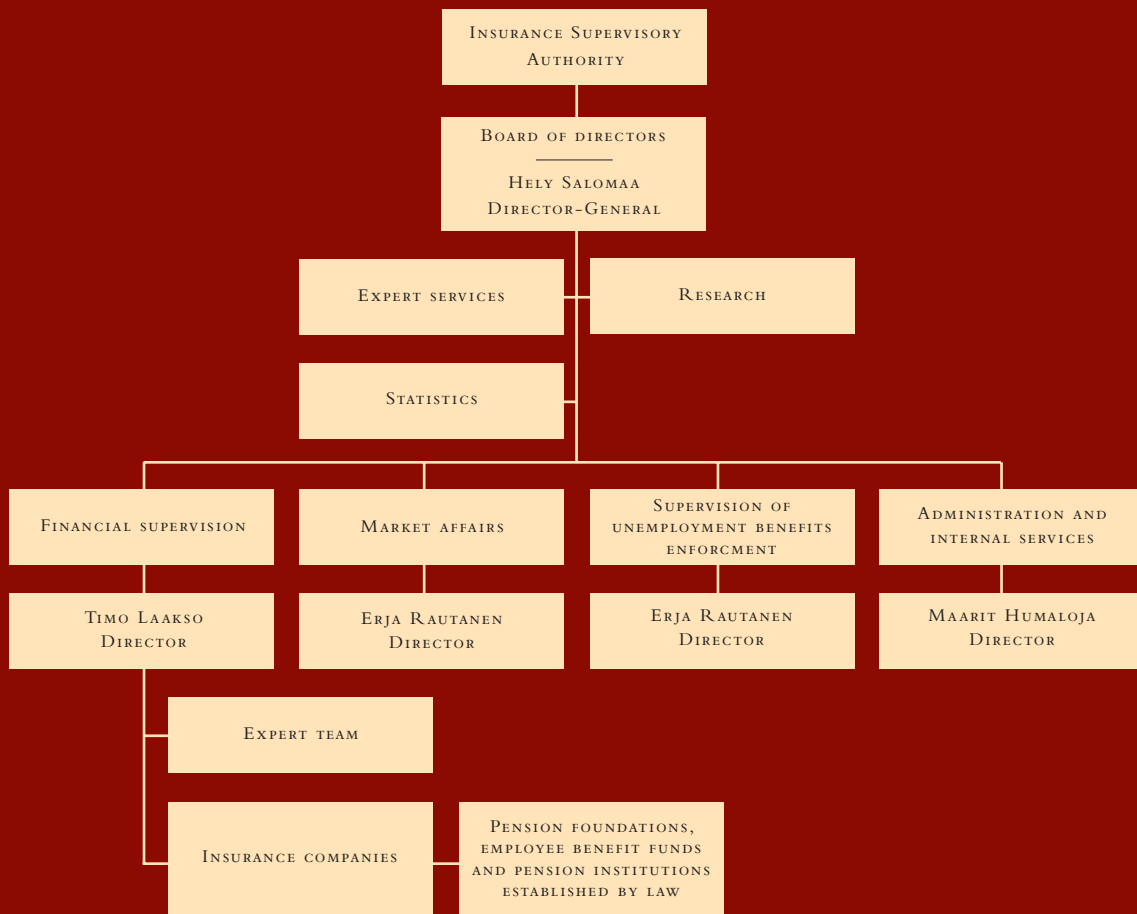 Insurance Supervisory
Authority
Board of directors
Hely Salomaa
Director-General
Expert services
Research
Statistics
Financial supervision
Market affairs
Supervision of
unemployment benefits
enforcment
Administration and
internal services
Timo Laakso
Director
Erja Rautanen
Director
Erja Rautanen
Director
Maarit Humaloja
Director
Expert team
Insurance companies
Pension foundations,
employee benefit funds
and pension institutions
established by law